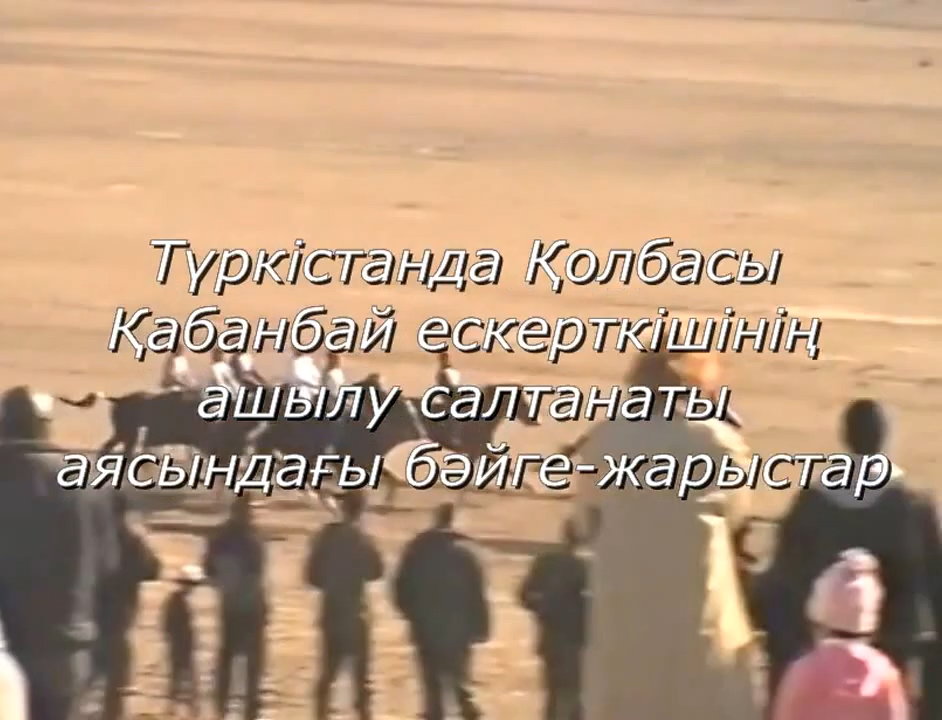 Түркістанда Қолбасы
Қабанбай ескерткішінің
ашылу салтанаты
аясындағы бәйге-жарыстар